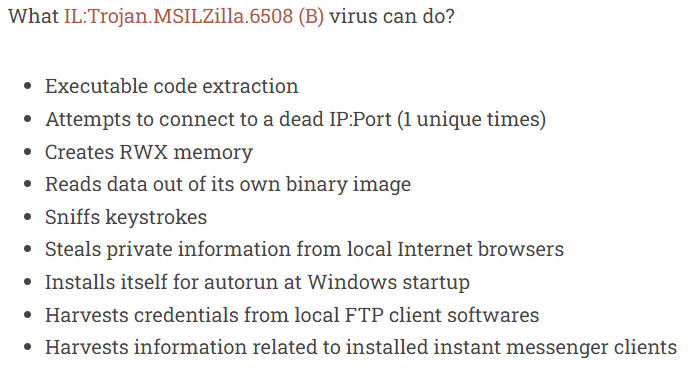 What IL:Trojan.MSILZilla.6508 (B) virus can do?
Executable code extraction
Attempts to connect to a dead IP:Port (1 unique times)
Creates RWX memory
Reads data out of its own binary image
Sniffs keystrokes
Steals private information from local Internet browsers
Installs itself for autorun at Windows startup
Harvests credentials from local FTP client softwares
Harvests information related to installed instant messenger clients